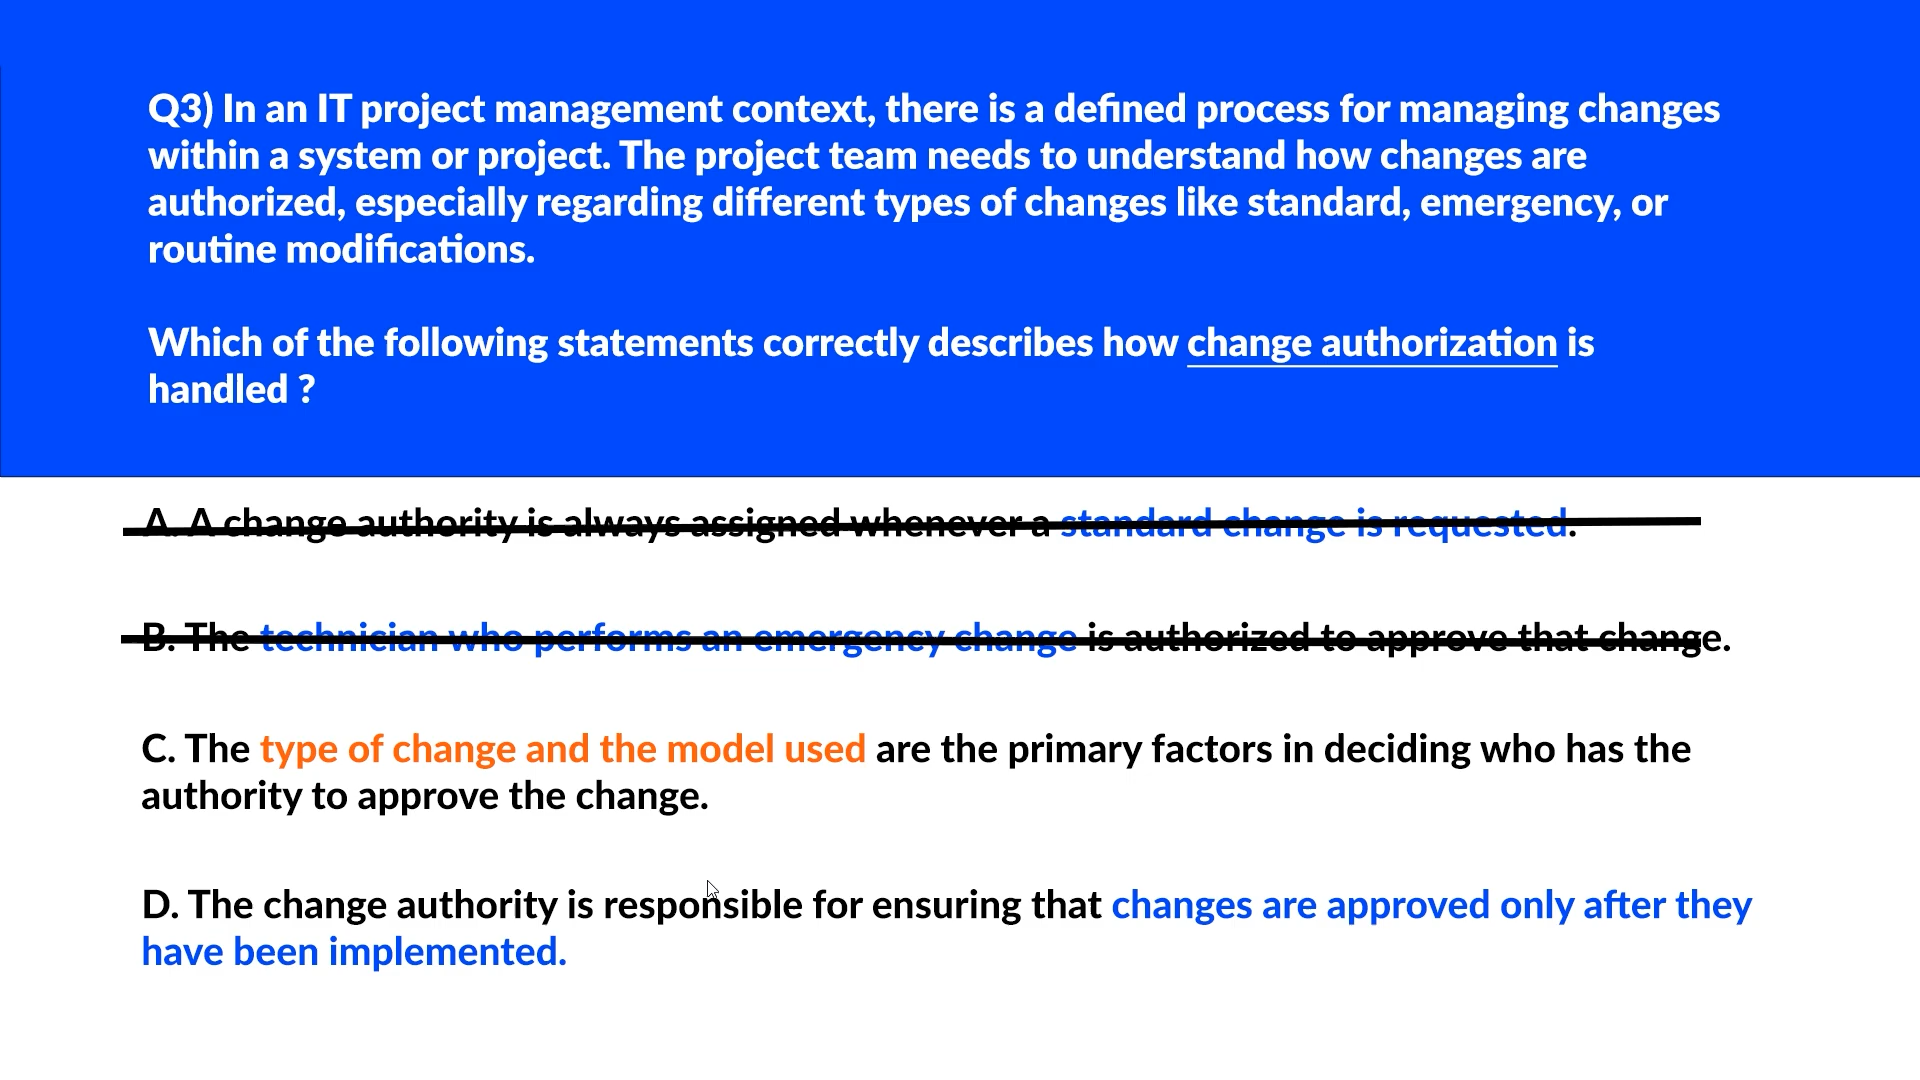 Q3) In an IT project management context, there is a defined process for managing changes
within a system or project. The project team needs to understand how changes are
authorized, especially regarding different types of changes like standard, emergency, or
routine modifications.
Which of the following statements correctly describes how change authorization is
handled ?
A. A change authority is always assigned whenever a standard change is requested.
B. The technician who performs an emergency change is authorized to approve that change.
C. The type of change and the model used are the primary factors in deciding who has the
authority to approve the change.
D. The change authority is responsible for ensuring that changes are approved only after they
have been implemented.